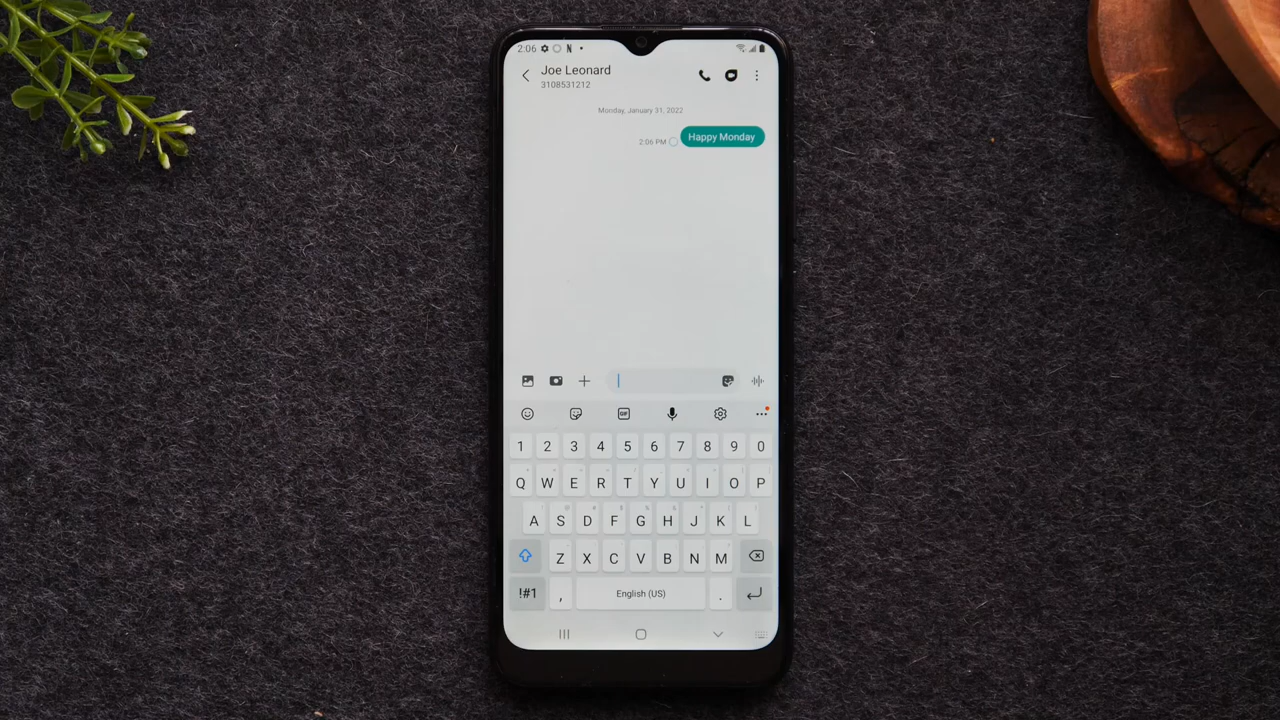 2:06
Joe Leonard
3108531212
Monday, January 31, 2022
2:06 PM Happy Monday
GIF
1 2 3 4 5 6 7 8 9 0
Q W E R T Y U I O P
A S D F G H J K L
Z X C V B N M
!#1 , English (US) .